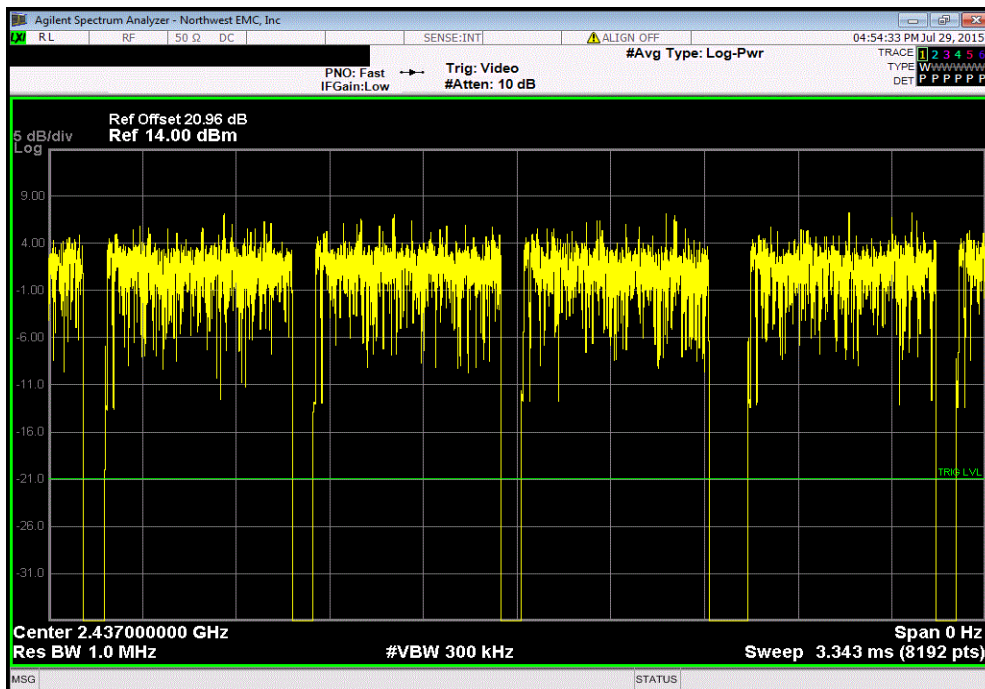 Agilent Spectrum Analyzer - Northwest EMC, Inc
LXI RL RF 50 Ω DC SENSE:INT ALIGN OFF 04:54:33 PM Jul 29, 2015
#Avg Type: Log-Pwr
TRACE 1 2 3 4 5 6
PNO: Fast Trig: Video
TYPE WWWWWW
IFGain:Low #Atten: 10 dB
DET P P P P P P
Ref Offset 20.96 dB
5 dB/div Ref 14.00 dBm
Log
9.00
4.00
-1.00
-6.00
-11.0
-16.0
TRIG LVL
-21.0
-26.0
-31.0
Center 2.437000000 GHz Span 0 Hz
Res BW 1.0 MHz #VBW 300 kHz Sweep 3.343 ms (8192 pts)
MSG STATUS